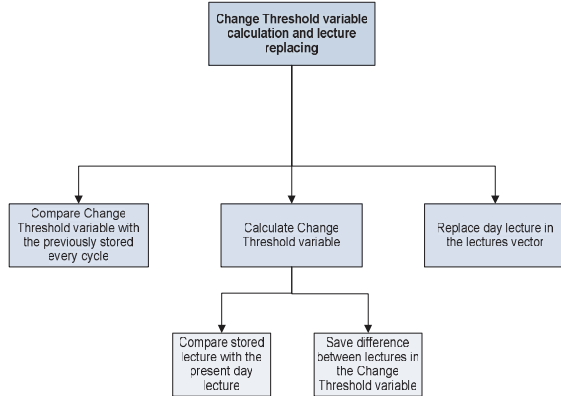 Change Threshold variable
calculation and lecture
replacing
Compare Change
Threshold variable with
the previously stored
every cycle
Calculate Change
Threshold variable
Replace day lecture in
the lectures vector
Compare stored
lecture with the
present day
lecture
Save difference
between lectures in
the Change
Threshold variable